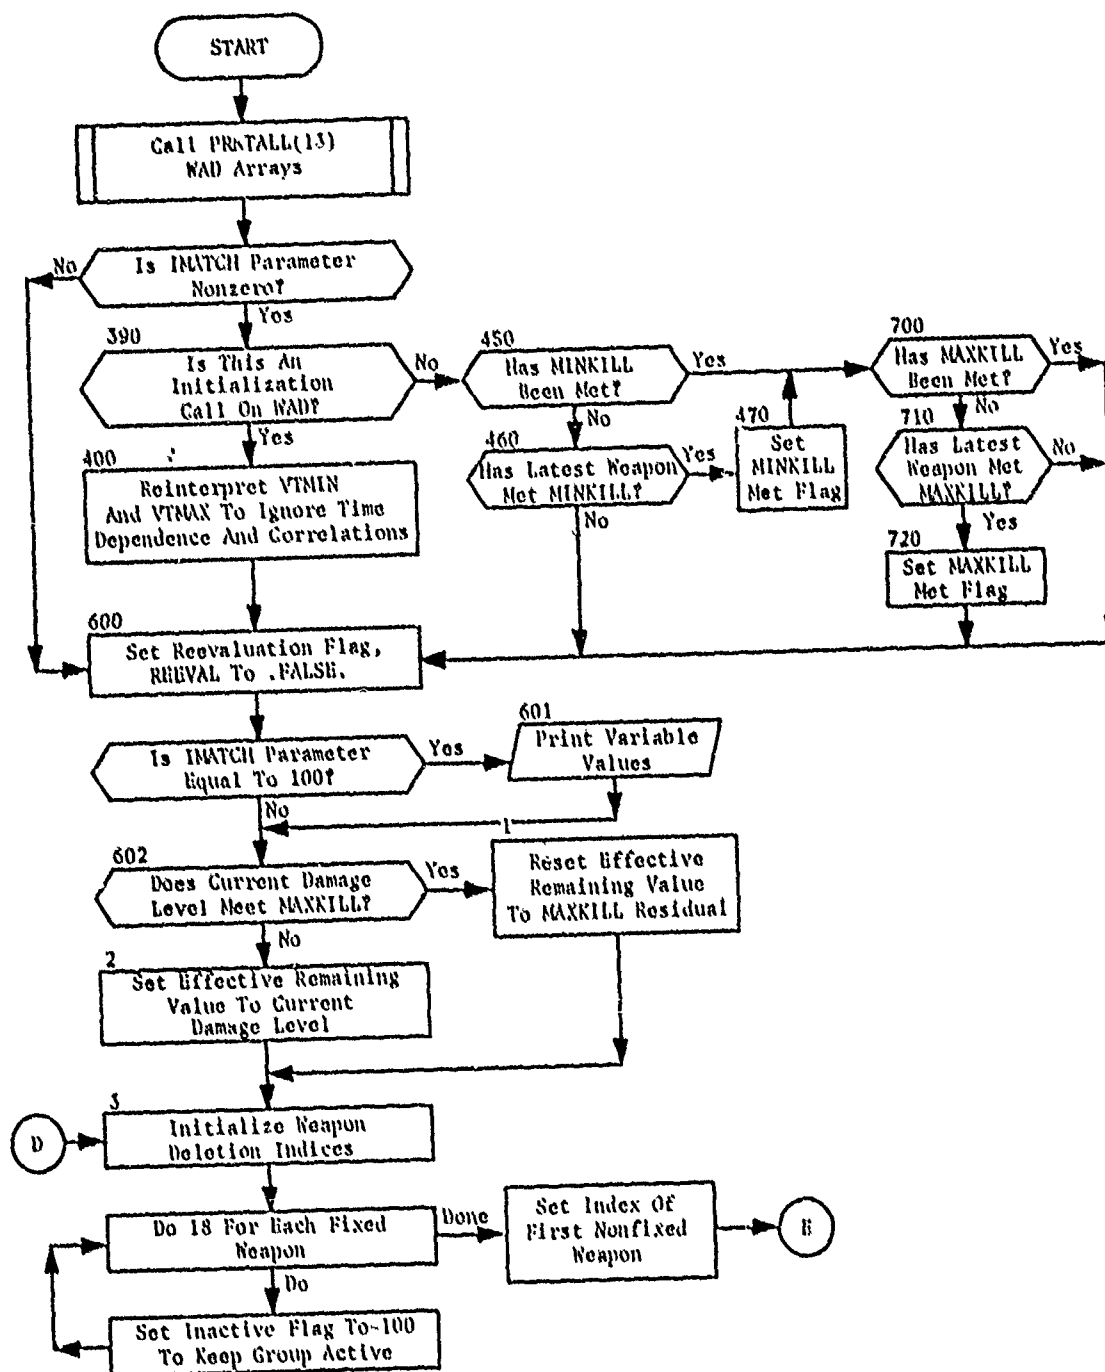 START
Call PRNTALL(13)
WAD Arrays
No
Is IMATCH Parameter
Nonzero?
Yes
390
Is This An
Initialization
Call On WAD?
No
450
Has MINKILL
Been Met?
Yes
700
Has MAXKILL
Been Met?
Yes
Yes
No
No
400
Reinterpret VTMIN
And VTMAX To Ignore Time
Dependence And Correlations
460
Has Latest Weapon
Met MINKILL?
Yes
470
Set
MINKILL
Met Flag
710
Has Latest
Weapon Met
MAXKILL?
No
No
Yes
720
Set MAXKILL
Met Flag
600
Set Reevaluation Flag,
REEVAL To .FALSE.
Is IMATCH Parameter
Equal To 100?
Yes
601
Print Variable
Values
No
602
Does Current Damage
Level Meet MAXKILL?
Yes
1
Reset Effective
Remaining Value
To MAXKILL Residual
No
2
Set Effective Remaining
Value To Current
Damage Level
D
3
Initialize Weapon
Deletion Indices
Do 18 For Each Fixed
Weapon
Done
Set Index Of
First Nonfixed
Weapon
Do
Set Inactive Flag To-100
To Keep Group Active